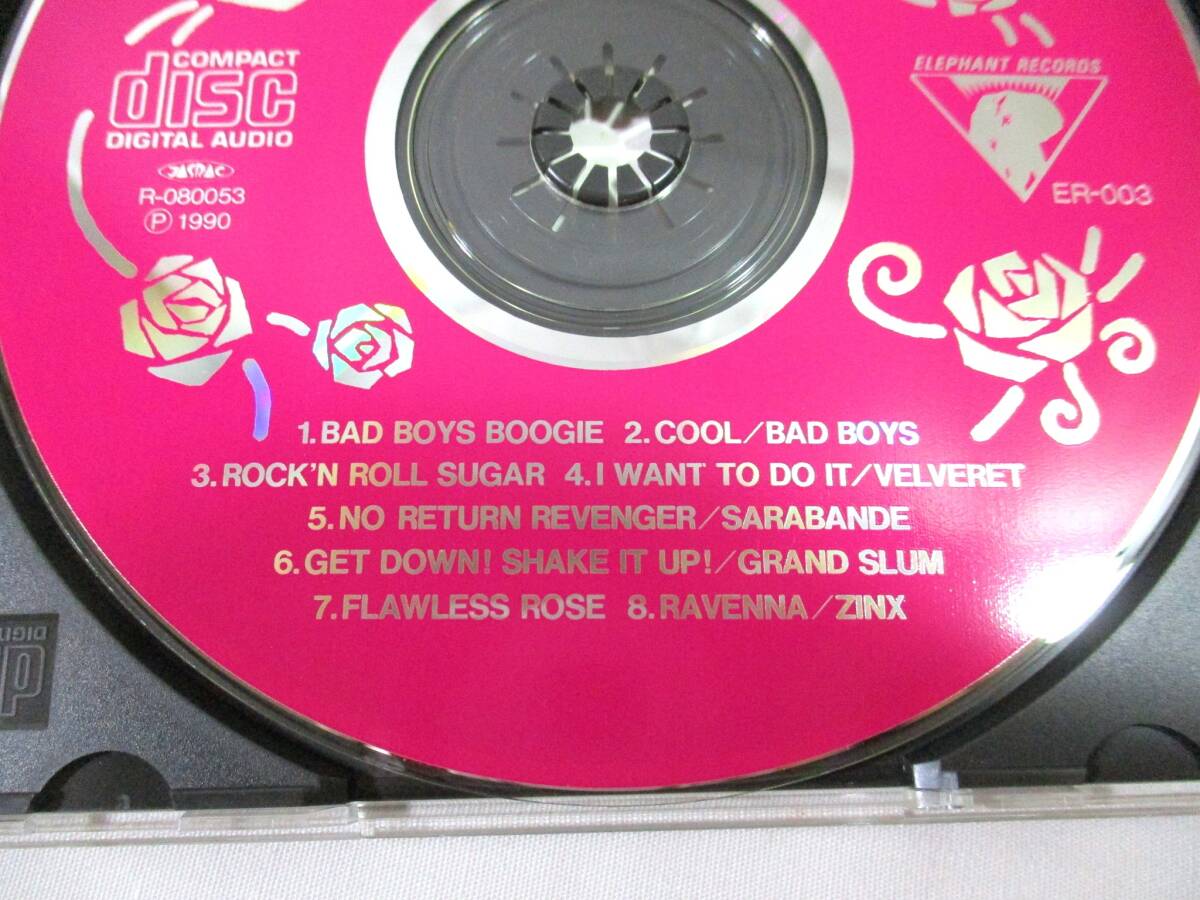 COMPACT
disc
DIGITAL AUDIO
JASRAC
R-080053
Ⓟ 1990
ELEPHANT RECORDS
ER-003
1.BAD BOYS BOOGIE 2.COOL/BAD BOYS
3.ROCK'N ROLL SUGAR 4.I WANT TO DO IT/VELVERET
5.NO RETURN REVENGER/SARABANDE
6.GET DOWN! SHAKE IT UP!/GRAND SLUM
7.FLAWLESS ROSE 8.RAVENNA/ZINX